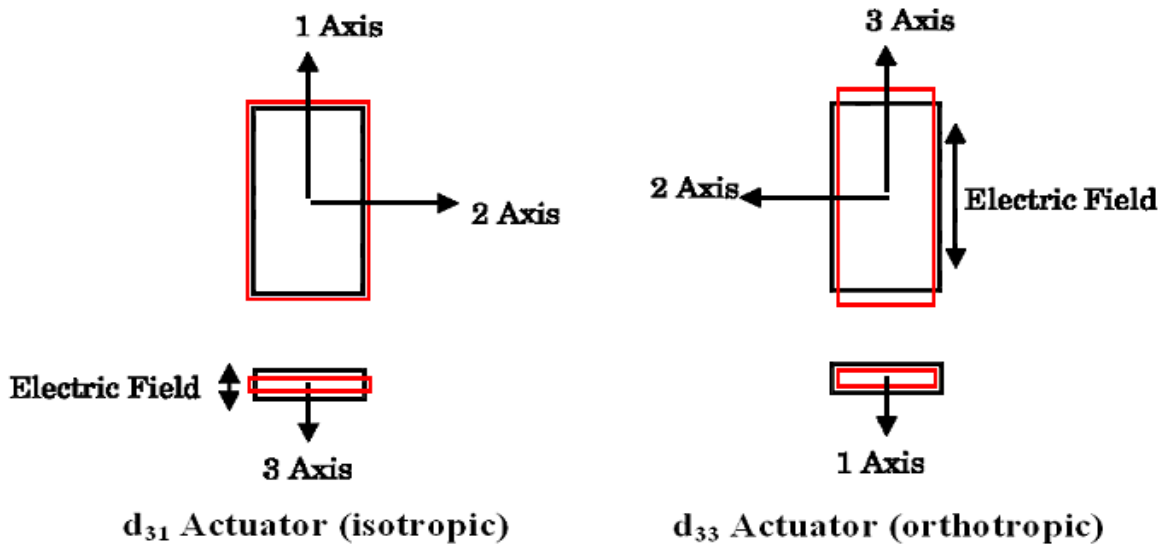 1 Axis
2 Axis
Electric Field
3 Axis
d₃₁ Actuator (isotropic)
3 Axis
2 Axis
Electric Field
1 Axis
d₃₃ Actuator (orthotropic)